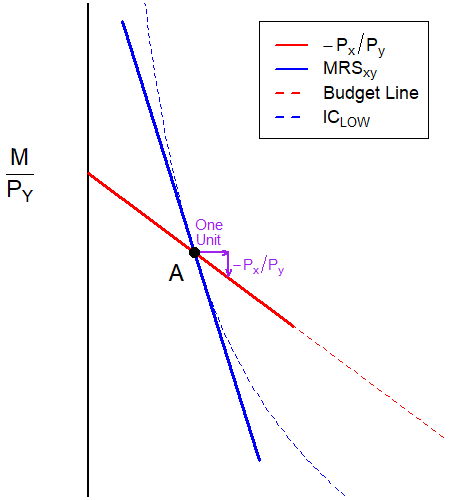 −Px/Py
MRSxy
Budget Line
ICLOW
M
PY
One
Unit
−Px/Py
A